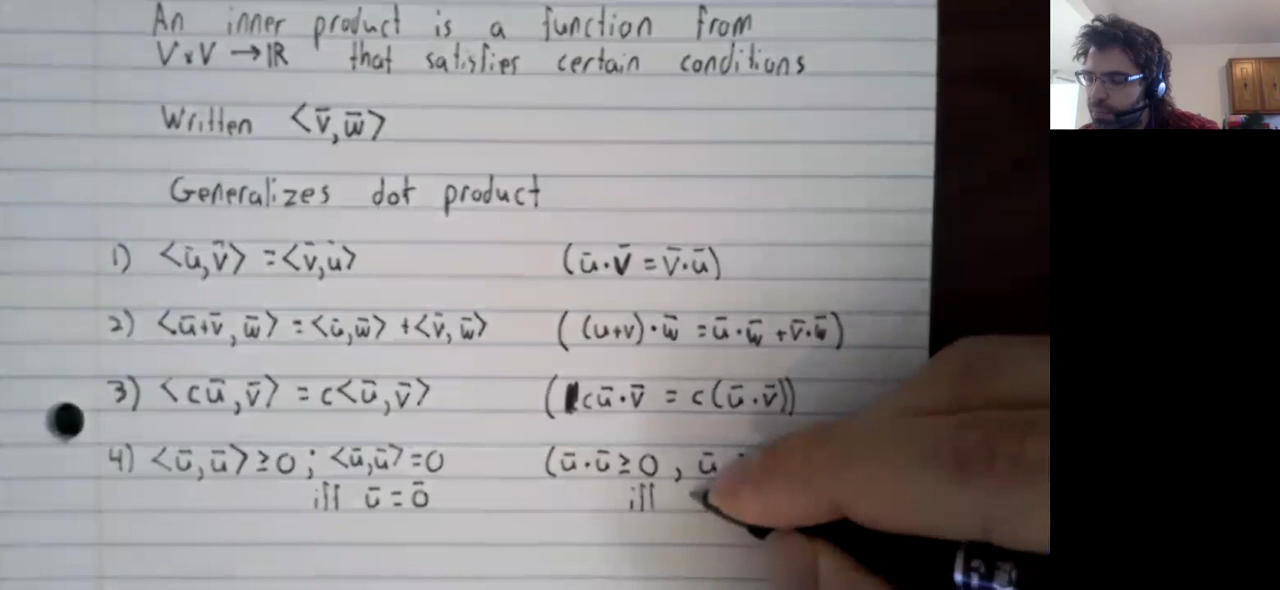 An inner product is a function from
V×V → ℝ that satisfies certain conditions
Written <v̄, w̄>
Generalizes dot product
1) <ū, v̄> = <v̄, ū> (ū·v̄ = v̄·ū)
2) <ū+v̄, w̄> = <ū, w̄> + <v̄, w̄> ((u+v)·w̄ = ū·w̄ + v̄·w̄)
3) <cū, v̄> = c<ū, v̄> (cū·v̄ = c(ū·v̄))
4) <ū, ū> ≥ 0 ; <ū, ū> = 0 (ū·ū ≥ 0 , ū
iff ū = 0̄ iff